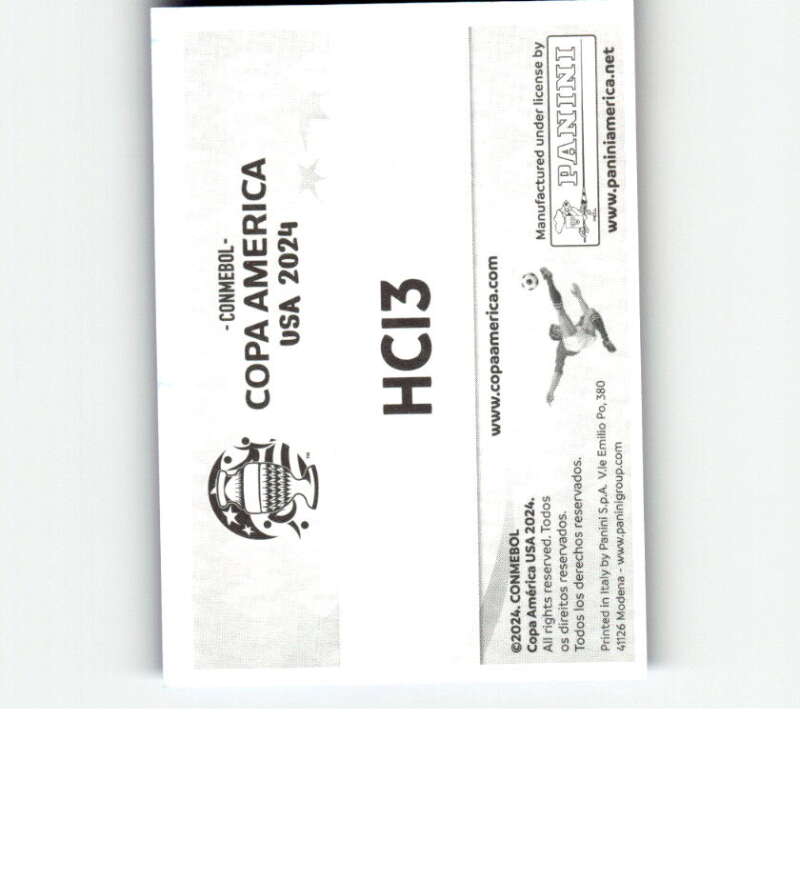 - CONMEBOL -
COPA AMERICA
USA 2024
TM
HCI3
www.copaamerica.com
©2024. CONMEBOL
Copa América USA 2024.
All rights reserved. Todos
os direitos reservados.
Todos los derechos reservados.
Printed in Italy by Panini S.p.A. V.le Emilio Po, 380
41126 Modena - www.paninigroup.com
Manufactured under license by
PANINI
www.paniniamerica.net